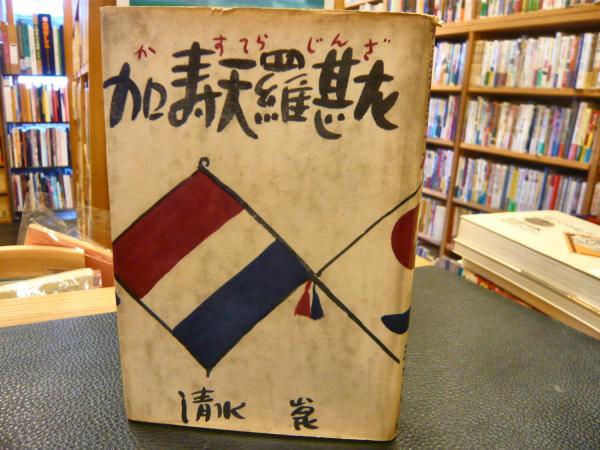 か すてら じんざ
加寿天羅甚左
清水 崑